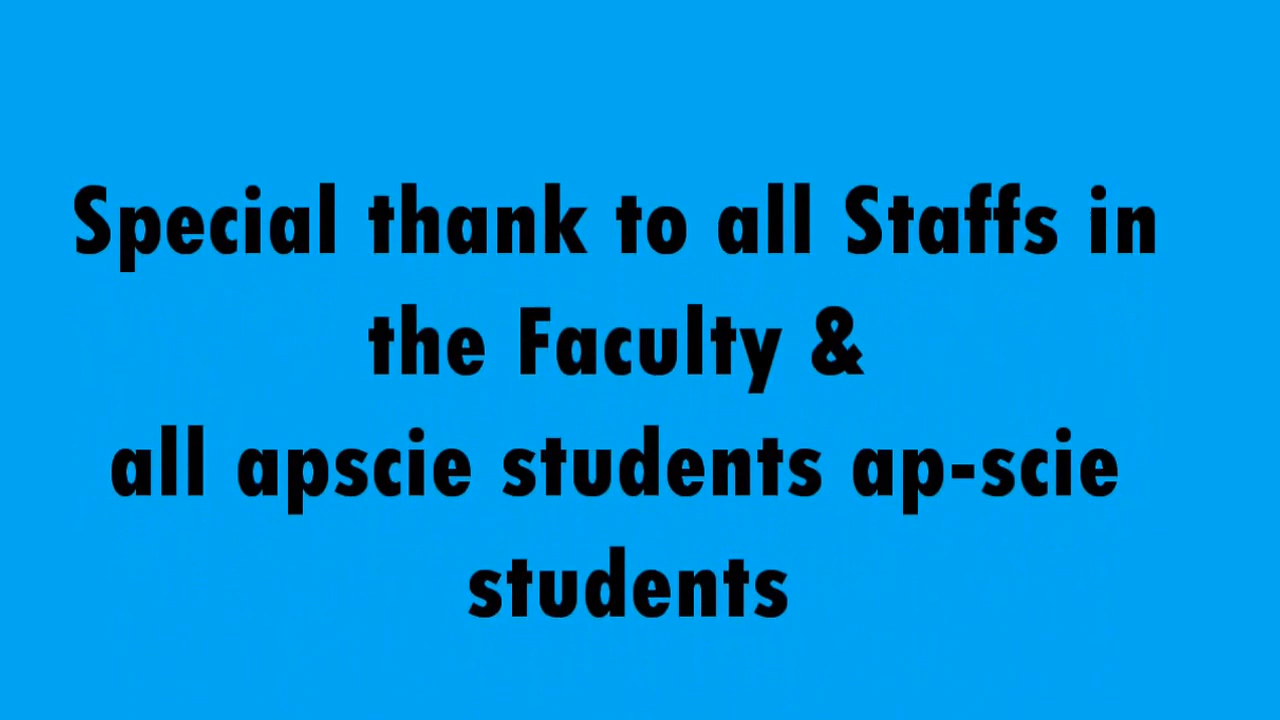 Special thank to all Staffs in
the Faculty &
all apscie students ap-scie
students